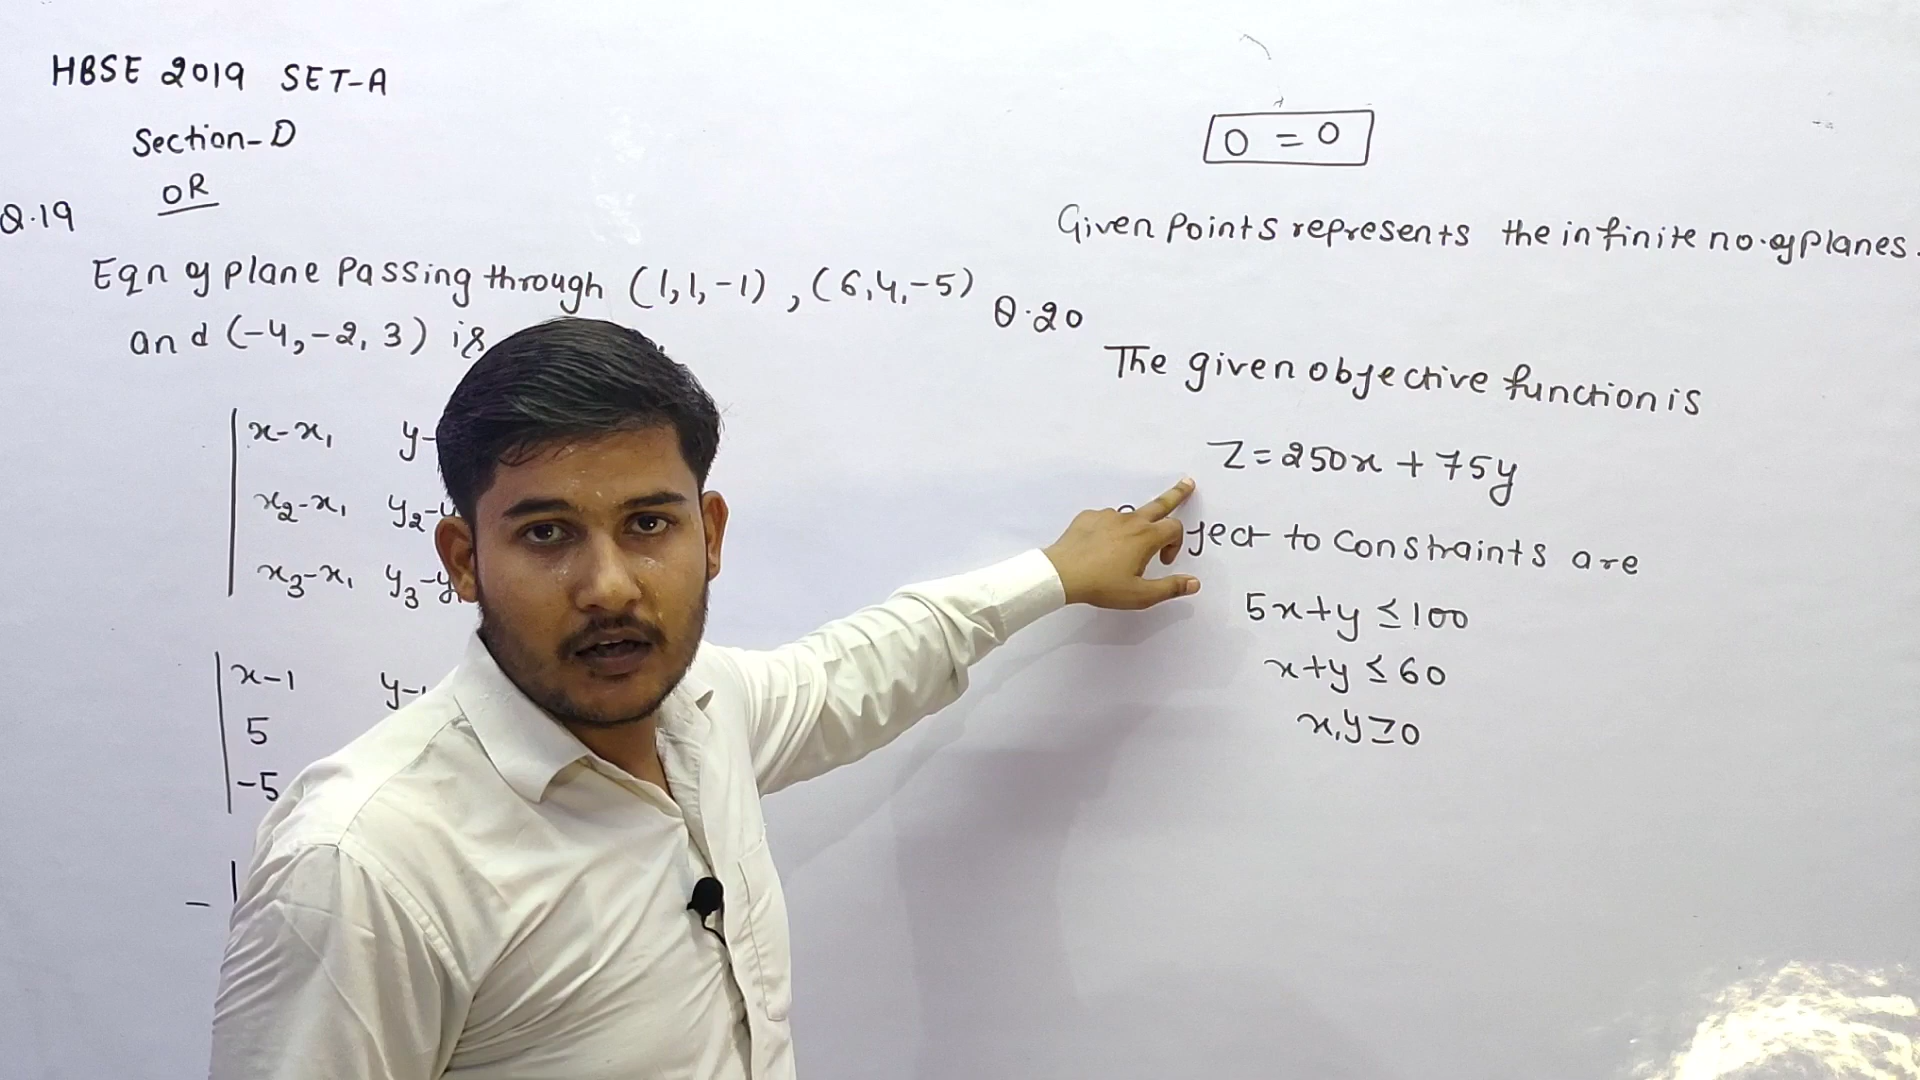 HBSE 2019 SET-A
Section-D
OR
Q.19
Eqn of plane Passing through (1,1,-1) , (6,4,-5)
and (-4,-2,3) is
x-x₁ y-
x₂-x₁ y₂-y
x₃-x₁ y₃-y₁
x-1 y-1
5
-5
0 = 0
Given Points represents the infinite no. of planes.
Q.20
The given objective function is
Z=250x+75y
ject to Constraints are
5x+y≤100
x+y≤60
x,y≥0